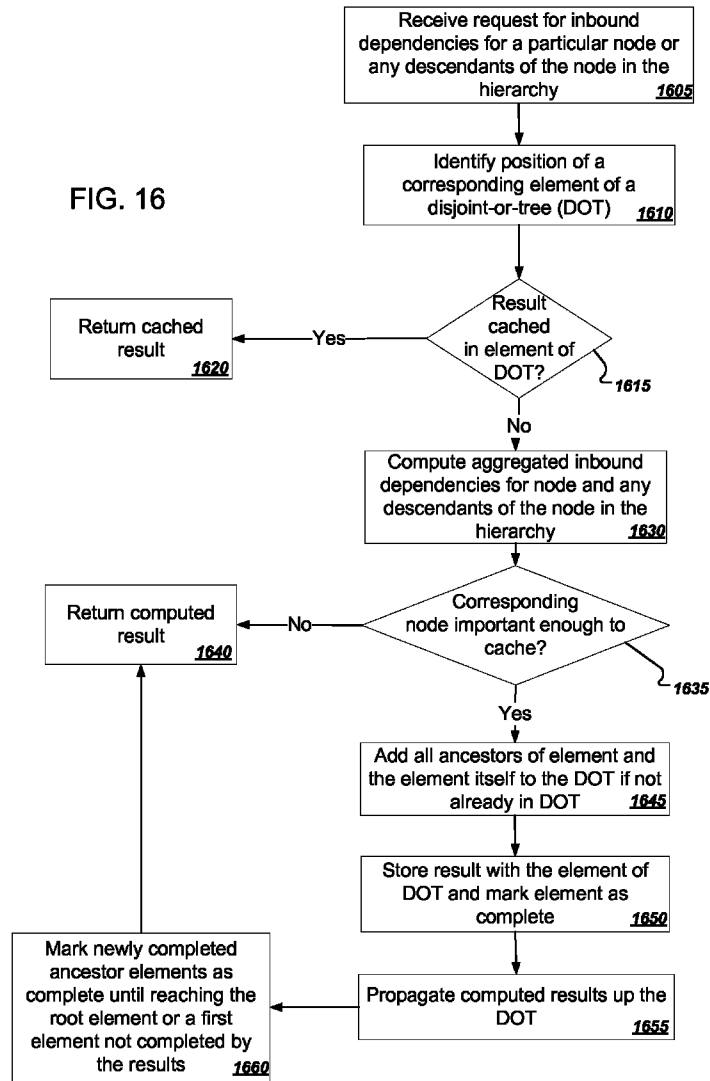 Receive request for inbound
dependencies for a particular node or
any descendants of the node in the
hierarchy
1605
Identify position of a
corresponding element of a
disjoint-or-tree (DOT)
1610
FIG. 16
Result
cached
in element of
DOT?
1615
Yes
Return cached
result
1620
No
Compute aggregated inbound
dependencies for node and any
descendants of the node in the
hierarchy
1630
Corresponding
node important enough to
cache?
1635
No
Return computed
result
1640
Yes
Add all ancestors of element and
the element itself to the DOT if not
already in DOT
1645
Store result with the element of
DOT and mark element as
complete
1650
Propagate computed results up the
DOT
1655
Mark newly completed
ancestor elements as
complete until reaching the
root element or a first
element not completed by
the results
1660